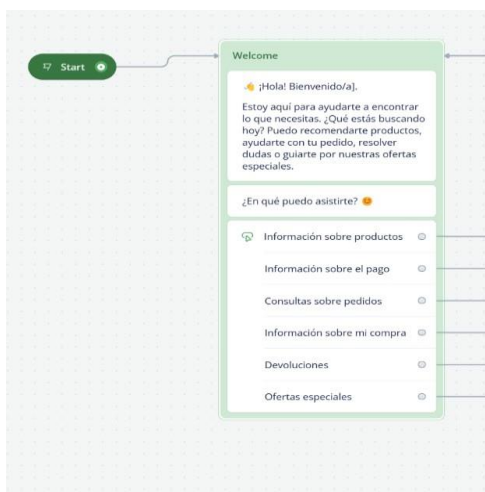 Start
Welcome
¡Hola! Bienvenido/a].
Estoy aquí para ayudarte a encontrar
lo que necesitas. ¿Qué estás buscando
hoy? Puedo recomendarte productos,
ayudarte con tu pedido, resolver
dudas o guiarte por nuestras ofertas
especiales.
¿En qué puedo asistirte?
Información sobre productos
Información sobre el pago
Consultas sobre pedidos
Información sobre mi compra
Devoluciones
Ofertas especiales